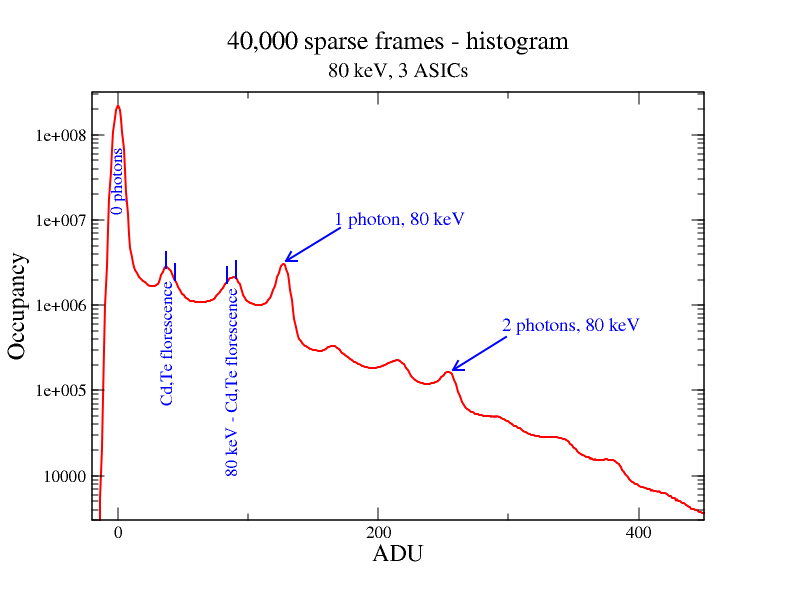 40,000 sparse frames - histogram
80 keV, 3 ASICs
1e+008
1e+007
1e+006
1e+005
10000
Occupancy
0 photons
Cd,Te florescence
80 keV - Cd,Te florescence
1 photon, 80 keV
2 photons, 80 keV
0
200
400
ADU